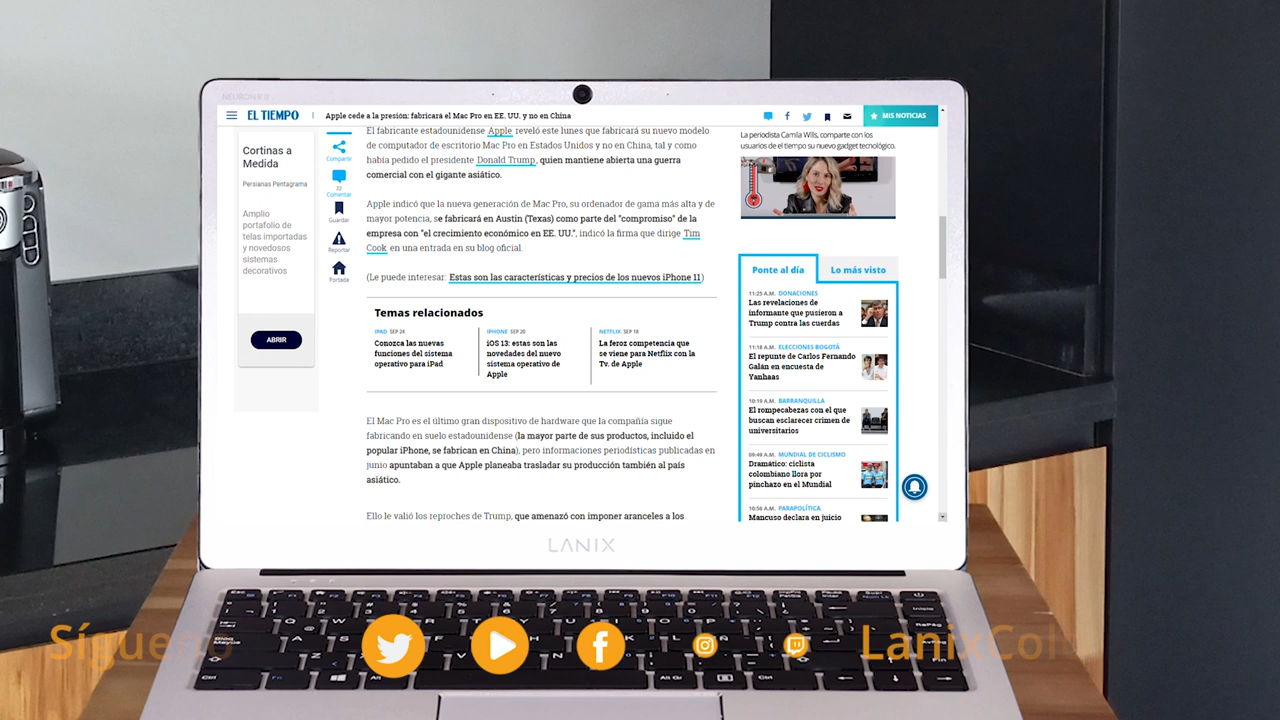 NEURON A III
EL TIEMPO
Apple cede a la presión: fabricará el Mac Pro en EE. UU. y no en China
MIS NOTICIAS
Cortinas a
Medida
Persianas Pentagrama
Amplio
portafolio de
telas importadas
y novedosos
sistemas
decorativos
ABRIR
Compartir
22
Comentar
Guardar
Reportar
Portada
El fabricante estadounidense Apple reveló este lunes que fabricará su nuevo modelo
de computador de escritorio Mac Pro en Estados Unidos y no en China, tal y como
había pedido el presidente Donald Trump, quien mantiene abierta una guerra
comercial con el gigante asiático.
Apple indicó que la nueva generación de Mac Pro, su ordenador de gama más alta y de
mayor potencia, se fabricará en Austin (Texas) como parte del "compromiso" de la
empresa con "el crecimiento económico en EE. UU.", indicó la firma que dirige Tim
Cook en una entrada en su blog oficial.
(Le puede interesar: Estas son las características y precios de los nuevos iPhone 11)
Temas relacionados
IPAD SEP 24
Conozca las nuevas
funciones del sistema
operativo para iPad
IPHONE SEP 20
iOS 13: estas son las
novedades del nuevo
sistema operativo de
Apple
NETFLIX SEP 18
La feroz competencia que
se viene para Netflix con la
Tv. de Apple
El Mac Pro es el último gran dispositivo de hardware que la compañía sigue
fabricando en suelo estadounidense (la mayor parte de sus productos, incluido el
popular iPhone, se fabrican en China), pero informaciones periodísticas publicadas en
junio apuntaban a que Apple planeaba trasladar su producción también al país
asiático.
Ello le valió los reproches de Trump, que amenazó con imponer aranceles a los
La periodista Camila Wills, comparte con los
usuarios de el tiempo su nuevo gadget tecnológico.
Ponte al día
Lo más visto
11:25 A.M. DONACIONES
Las revelaciones de
informante que pusieron a
Trump contra las cuerdas
11:18 A.M. ELECCIONES BOGOTÁ
El repunte de Carlos Fernando
Galán en encuesta de
Yanhaas
10:19 A.M. BARRANQUILLA
El rompecabezas con el que
buscan esclarecer crimen de
universitarios
09:49 A.M. MUNDIAL DE CICLISMO
Dramático: ciclista
colombiano llora por
pinchazo en el Mundial
10:56 A.M. PARAPOLÍTICA
Mancuso declara en juicio
LANIX
Sígueno
LanixCol